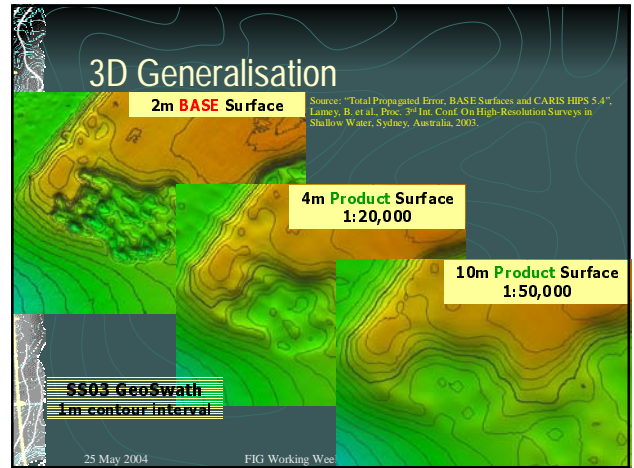 3D Generalisation
2m BASE Surface
Source: “Total Propagated Error, BASE Surfaces and CARIS HIPS 5.4”,
Lamey, B. et al., Proc. 3rd Int. Conf. On High-Resolution Surveys in
Shallow Water, Sydney, Australia, 2003.
4m Product Surface
1:20,000
10m Product Surface
1:50,000
SS03 GeoSwath
1m contour interval
25 May 2004
FIG Working Wee